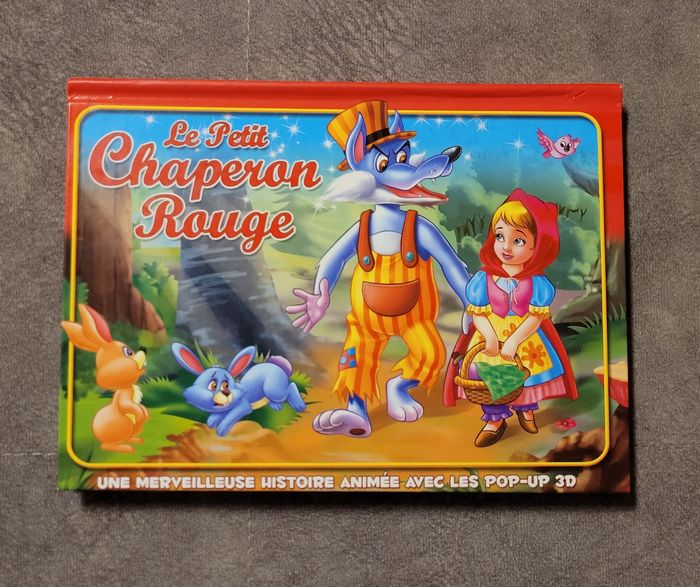 Le Petit
Chaperon
Rouge
UNE MERVEILLEUSE HISTOIRE ANIMÉE AVEC LES POP-UP 3D